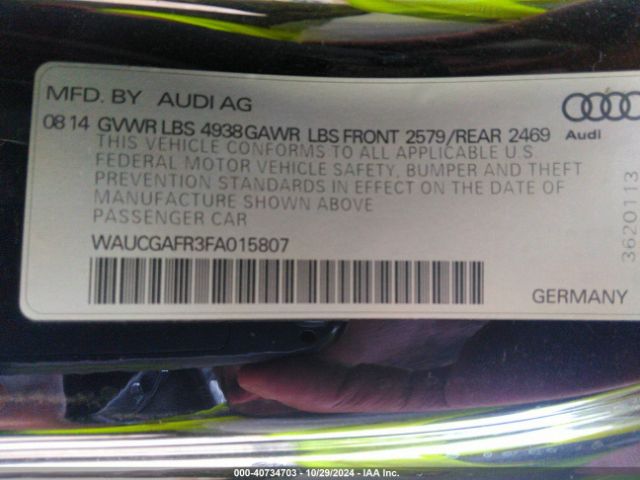 MFD. BY AUDI AG
08 14 GVWR LBS 4938 GAWR LBS FRONT 2579/REAR 2469
Audi
THIS VEHICLE CONFORMS TO ALL APPLICABLE U.S.
FEDERAL MOTOR VEHICLE SAFETY, BUMPER AND THEFT
PREVENTION STANDARDS IN EFFECT ON THE DATE OF
MANUFACTURE SHOWN ABOVE
PASSENGER CAR
WAUCGAFR3FA015807
GERMANY
3620113
000-40734703 - 10/29/2024 - IAA Inc.